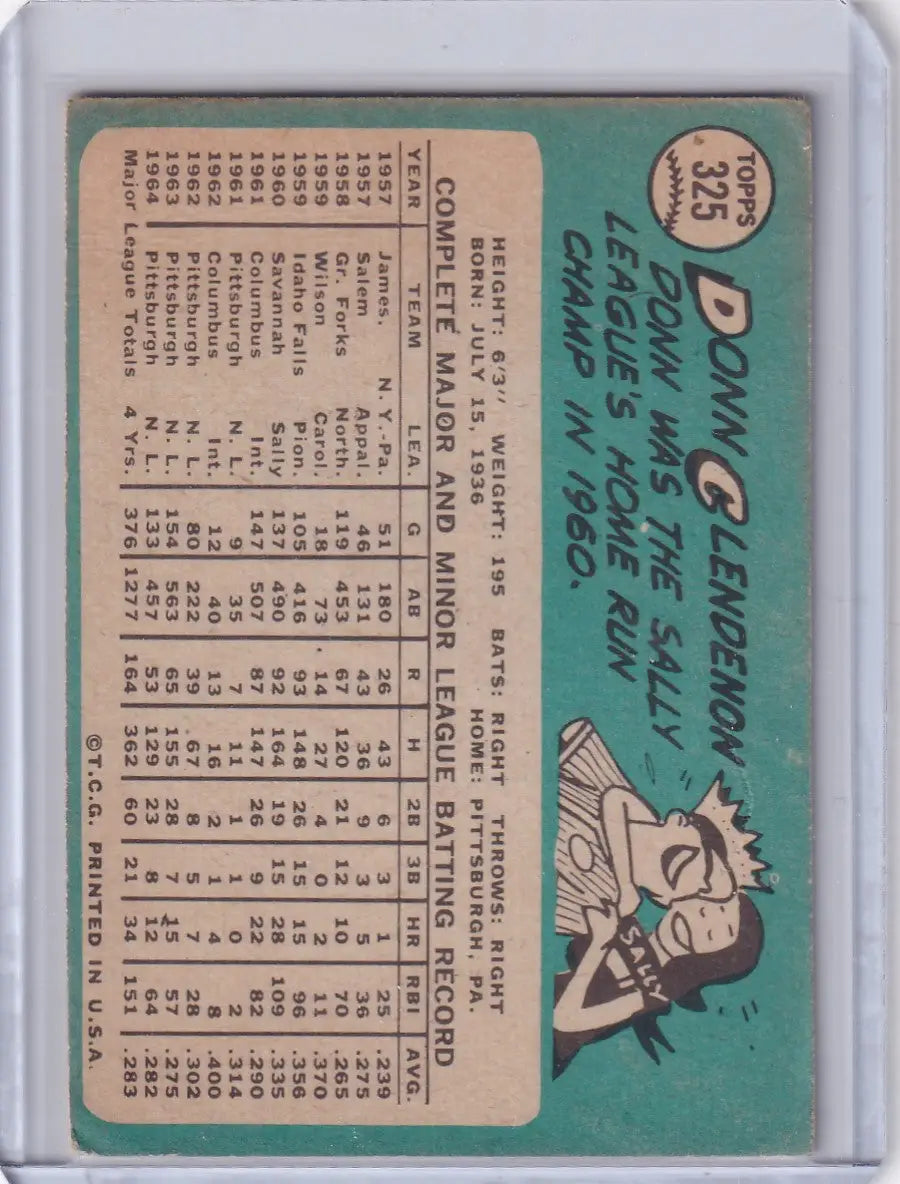 TOPPS
325
DONN CLENDENON
DONN WAS THE SALLY
LEAGUE'S HOME RUN
CHAMP IN 1960.
SALLY
HEIGHT: 6'3" WEIGHT: 195 BATS: RIGHT THROWS: RIGHT
BORN: JULY 15, 1936 HOME: PITTSBURGH, PA.
COMPLETE MAJOR AND MINOR LEAGUE BATTING RECORD
YEAR TEAM LEA. G AB R H 2B 3B HR RBI AVG.
1957 James. N.Y.-Pa. 51 180 26 43 6 3 1 25 .239
1957 Salem Appal. 46 131 43 36 9 3 5 36 .275
1958 Gr. Forks North. 119 453 67 120 21 12 10 70 .265
1959 Wilson Carol. 18 73 14 27 4 0 2 11 .370
1959 Idaho Falls Pion. 105 416 93 148 26 15 15 96 .356
1960 Savannah Sally 137 490 92 164 19 15 28 109 .335
1961 Columbus Int. 147 507 87 147 26 9 22 82 .290
1961 Pittsburgh N. L. 9 35 7 11 1 1 0 2 .314
1962 Columbus Int. 12 40 13 16 2 1 4 8 .400
1962 Pittsburgh N. L. 80 222 39 67 8 5 7 28 .302
1963 Pittsburgh N. L. 154 563 65 155 28 7 15 57 .275
1964 Pittsburgh N. L. 133 457 53 129 23 8 12 64 .282
Major League Totals 4 Yrs. 376 1277 164 362 60 21 34 151 .283
©T.C.G. PRINTED IN U.S.A.